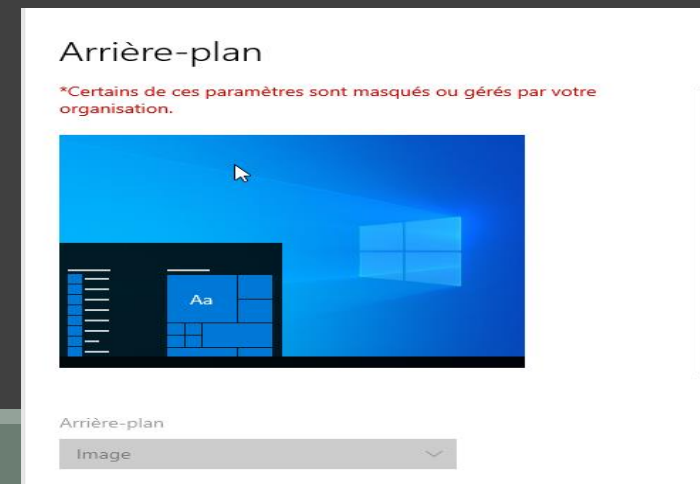 Arrière-plan
*Certains de ces paramètres sont masqués ou gérés par votre
organisation.
Aa
Arrière-plan
Image